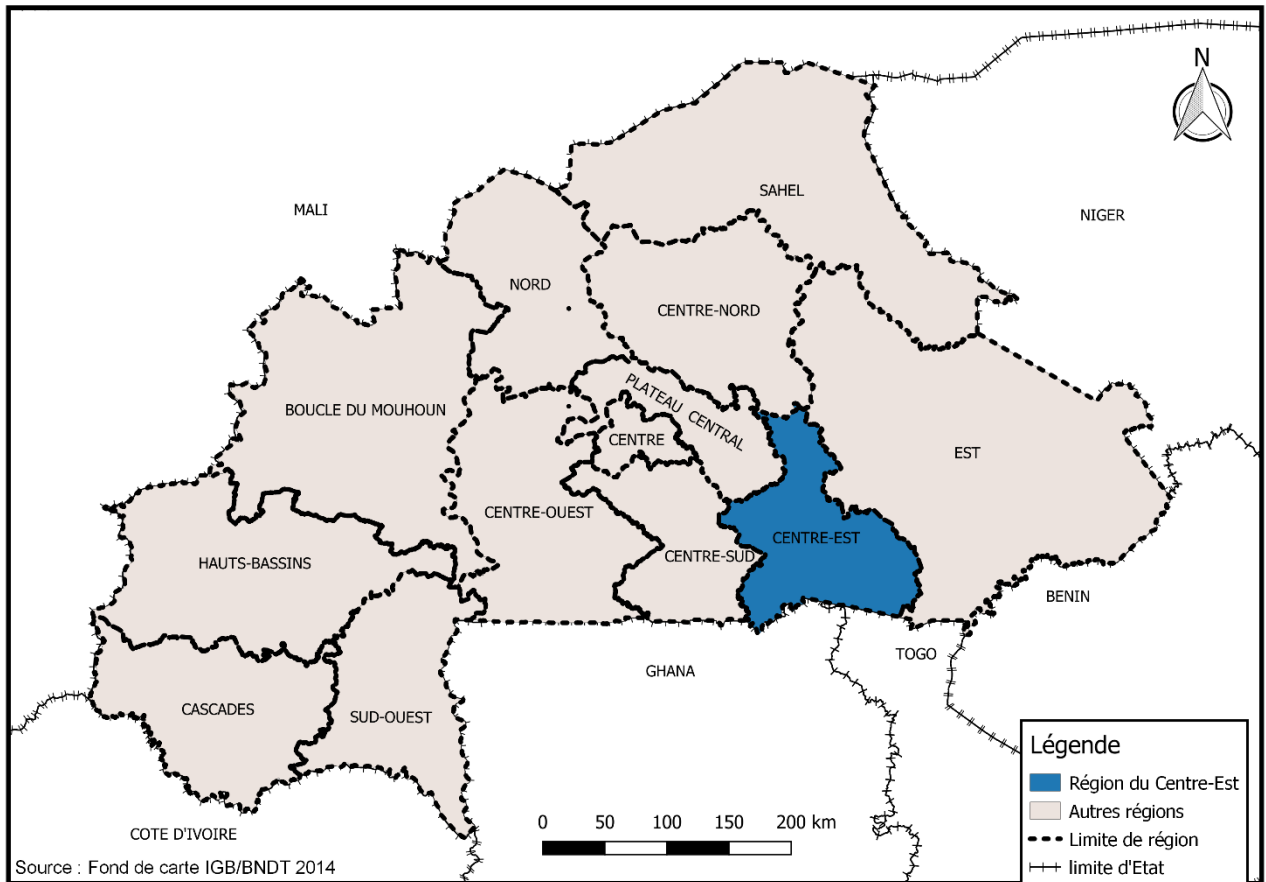 N
SAHEL
MALI
NIGER
NORD
CENTRE-NORD
PLATEAU CENTRAL
BOUCLE DU MOUHOUN
CENTRE
EST
CENTRE-OUEST
CENTRE-EST
CENTRE-SUD
HAUTS-BASSINS
BENIN
TOGO
GHANA
CASCADES
SUD-OUEST
COTE D'IVOIRE
0 50 100 150 200 km
Légende
Région du Centre-Est
Autres régions
Limite de région
limite d'Etat
Source : Fond de carte IGB/BNDT 2014